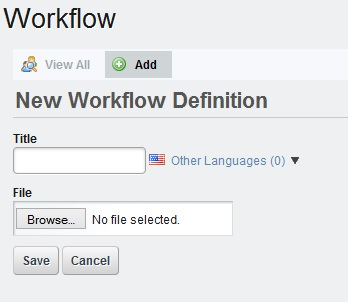 Workflow
View All Add
New Workflow Definition
Title
Other Languages (0)
File
Browse... No file selected.
Save Cancel